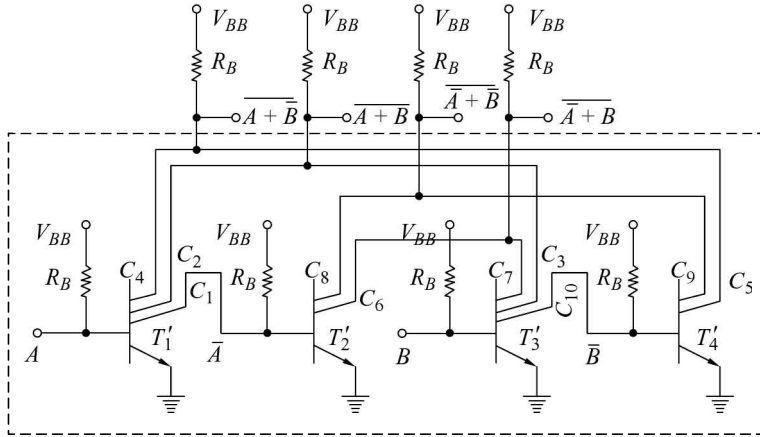 V_BB V_BB V_BB V_BB
R_B R_B R_B R_B
\overline{A + \bar{B}} \overline{A + B} \overline{\bar{A} + \bar{B}} \overline{\bar{A} + B}
V_BB V_BB V_BB V_BB
R_B C_4 C_2 R_B C_8 R_B C_7 C_3 R_B C_9 C_5
C_1 C_6 C_10
A T'_1 \bar{A} T'_2 B T'_3 \bar{B} T'_4